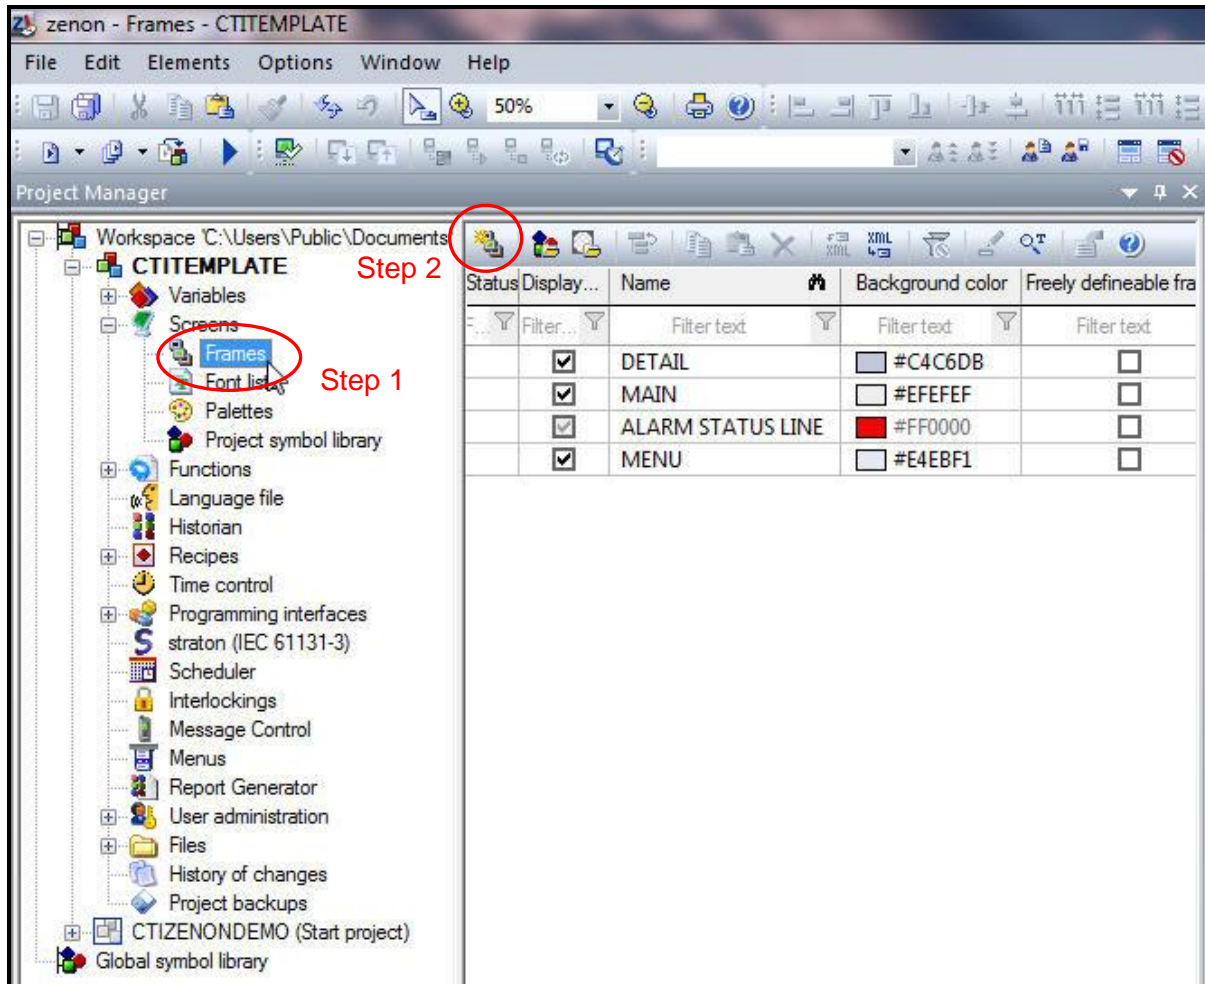 zenon - Frames - CTITEMPLATE
File Edit Elements Options Window Help
50%
Project Manager
Workspace 'C:\Users\Public\Documents
CTITEMPLATE
Step 2
Variables
Screens
Frames
Step 1
Font list
Palettes
Project symbol library
Functions
Language file
Historian
Recipes
Time control
Programming interfaces
straton (IEC 61131-3)
Scheduler
Interlockings
Message Control
Menus
Report Generator
User administration
Files
History of changes
Project backups
CTIZENONDEMO (Start project)
Global symbol library
XML XML
Status Display... Name Background color Freely defineable fra
F... Filter... Filter text Filter text Filter text
DETAIL #C4C6DB
MAIN #EFEFEF
ALARM STATUS LINE #FF0000
MENU #E4EBF1